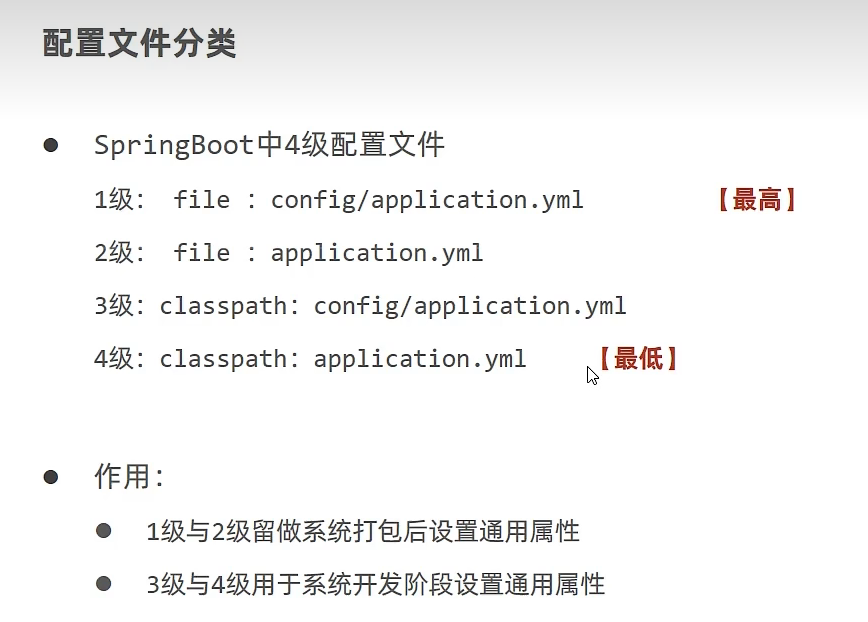 配置文件分类
● SpringBoot中4级配置文件
1级： file ：config/application.yml 【最高】
2级： file ：application.yml
3级：classpath：config/application.yml
4级：classpath：application.yml 【最低】
● 作用：
● 1级与2级留做系统打包后设置通用属性
● 3级与4级用于系统开发阶段设置通用属性